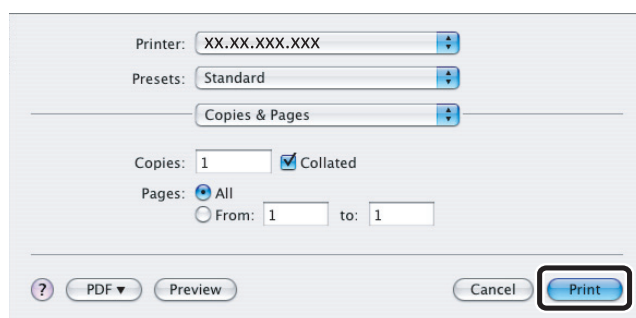 Printer: XX.XX.XXX.XXX
Presets: Standard
Copies & Pages
Copies: 1 Collated
Pages: All
From: 1 to: 1
? PDF ▼ Preview Cancel Print